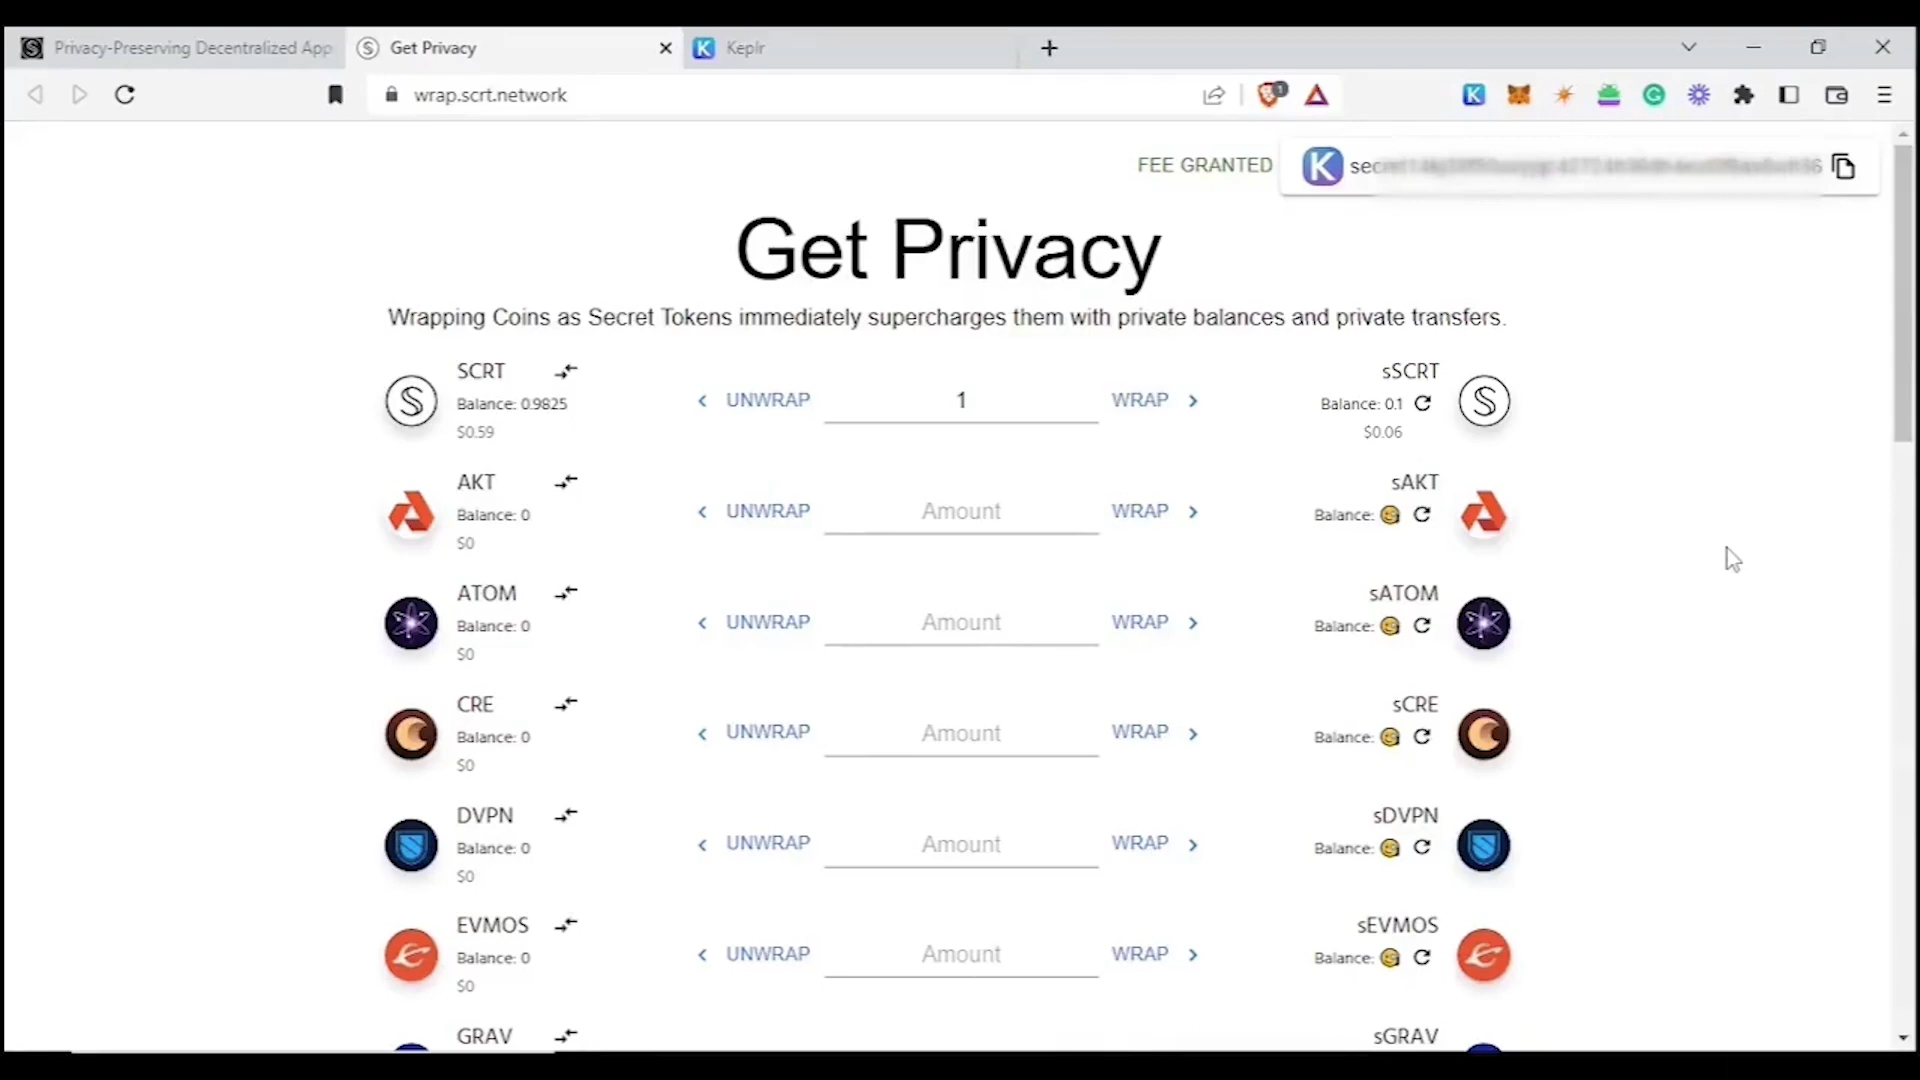 Privacy-Preserving Decentralized App
Get Privacy
Keplr
wrap.scrt.network
1
FEE GRANTED
Get Privacy
Wrapping Coins as Secret Tokens immediately supercharges them with private balances and private transfers.
SCRT
Balance: 0.9825
$0.59
UNWRAP
1
WRAP
sSCRT
Balance: 0.1
$0.06
AKT
Balance: 0
$0
UNWRAP
Amount
WRAP
sAKT
Balance:
ATOM
Balance: 0
$0
UNWRAP
Amount
WRAP
sATOM
Balance:
CRE
Balance: 0
$0
UNWRAP
Amount
WRAP
sCRE
Balance:
DVPN
Balance: 0
$0
UNWRAP
Amount
WRAP
sDVPN
Balance:
EVMOS
Balance: 0
$0
UNWRAP
Amount
WRAP
sEVMOS
Balance:
GRAV
sGRAV